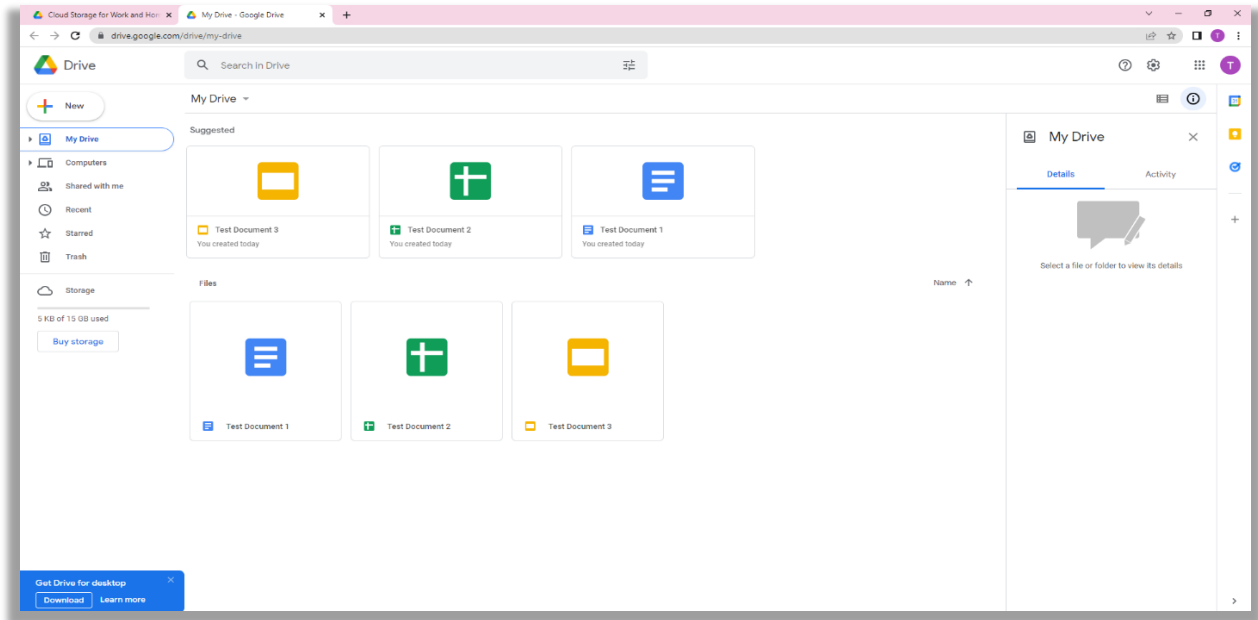 Cloud Storage for Work and Hom
My Drive - Google Drive
drive.google.com/drive/my-drive
T
Drive
Search in Drive
T
New
My Drive
My Drive
Computers
Shared with me
Recent
Starred
Trash
Storage
5 KB of 15 GB used
Buy storage
Suggested
Test Document 3
You created today
Test Document 2
You created today
Test Document 1
You created today
Files
Name
Test Document 1
Test Document 2
Test Document 3
My Drive
Details
Activity
Select a file or folder to view its details
Get Drive for desktop
Download
Learn more